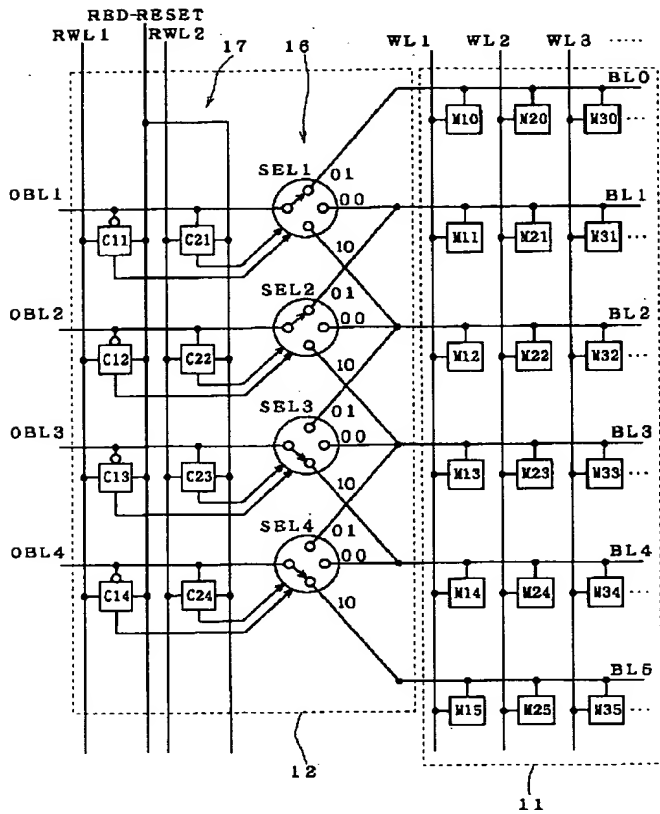 RED-RESET
RWL1 RWL2 17 16 WL1 WL2 WL3 .....
BL0
M10 M20 M30 ...
SEL1 01
OBL1 00 BL1
C11 C21 M11 M21 M31 ...
10
SEL2 01
OBL2 00 BL2
C12 C22 M12 M22 M32 ...
10
SEL3 01
OBL3 00 BL3
C13 C23 M13 M23 M33 ...
10
SEL4 01
OBL4 00 BL4
C14 C24 M14 M24 M34 ...
10
BL5
M15 M25 M35 ...
12
11